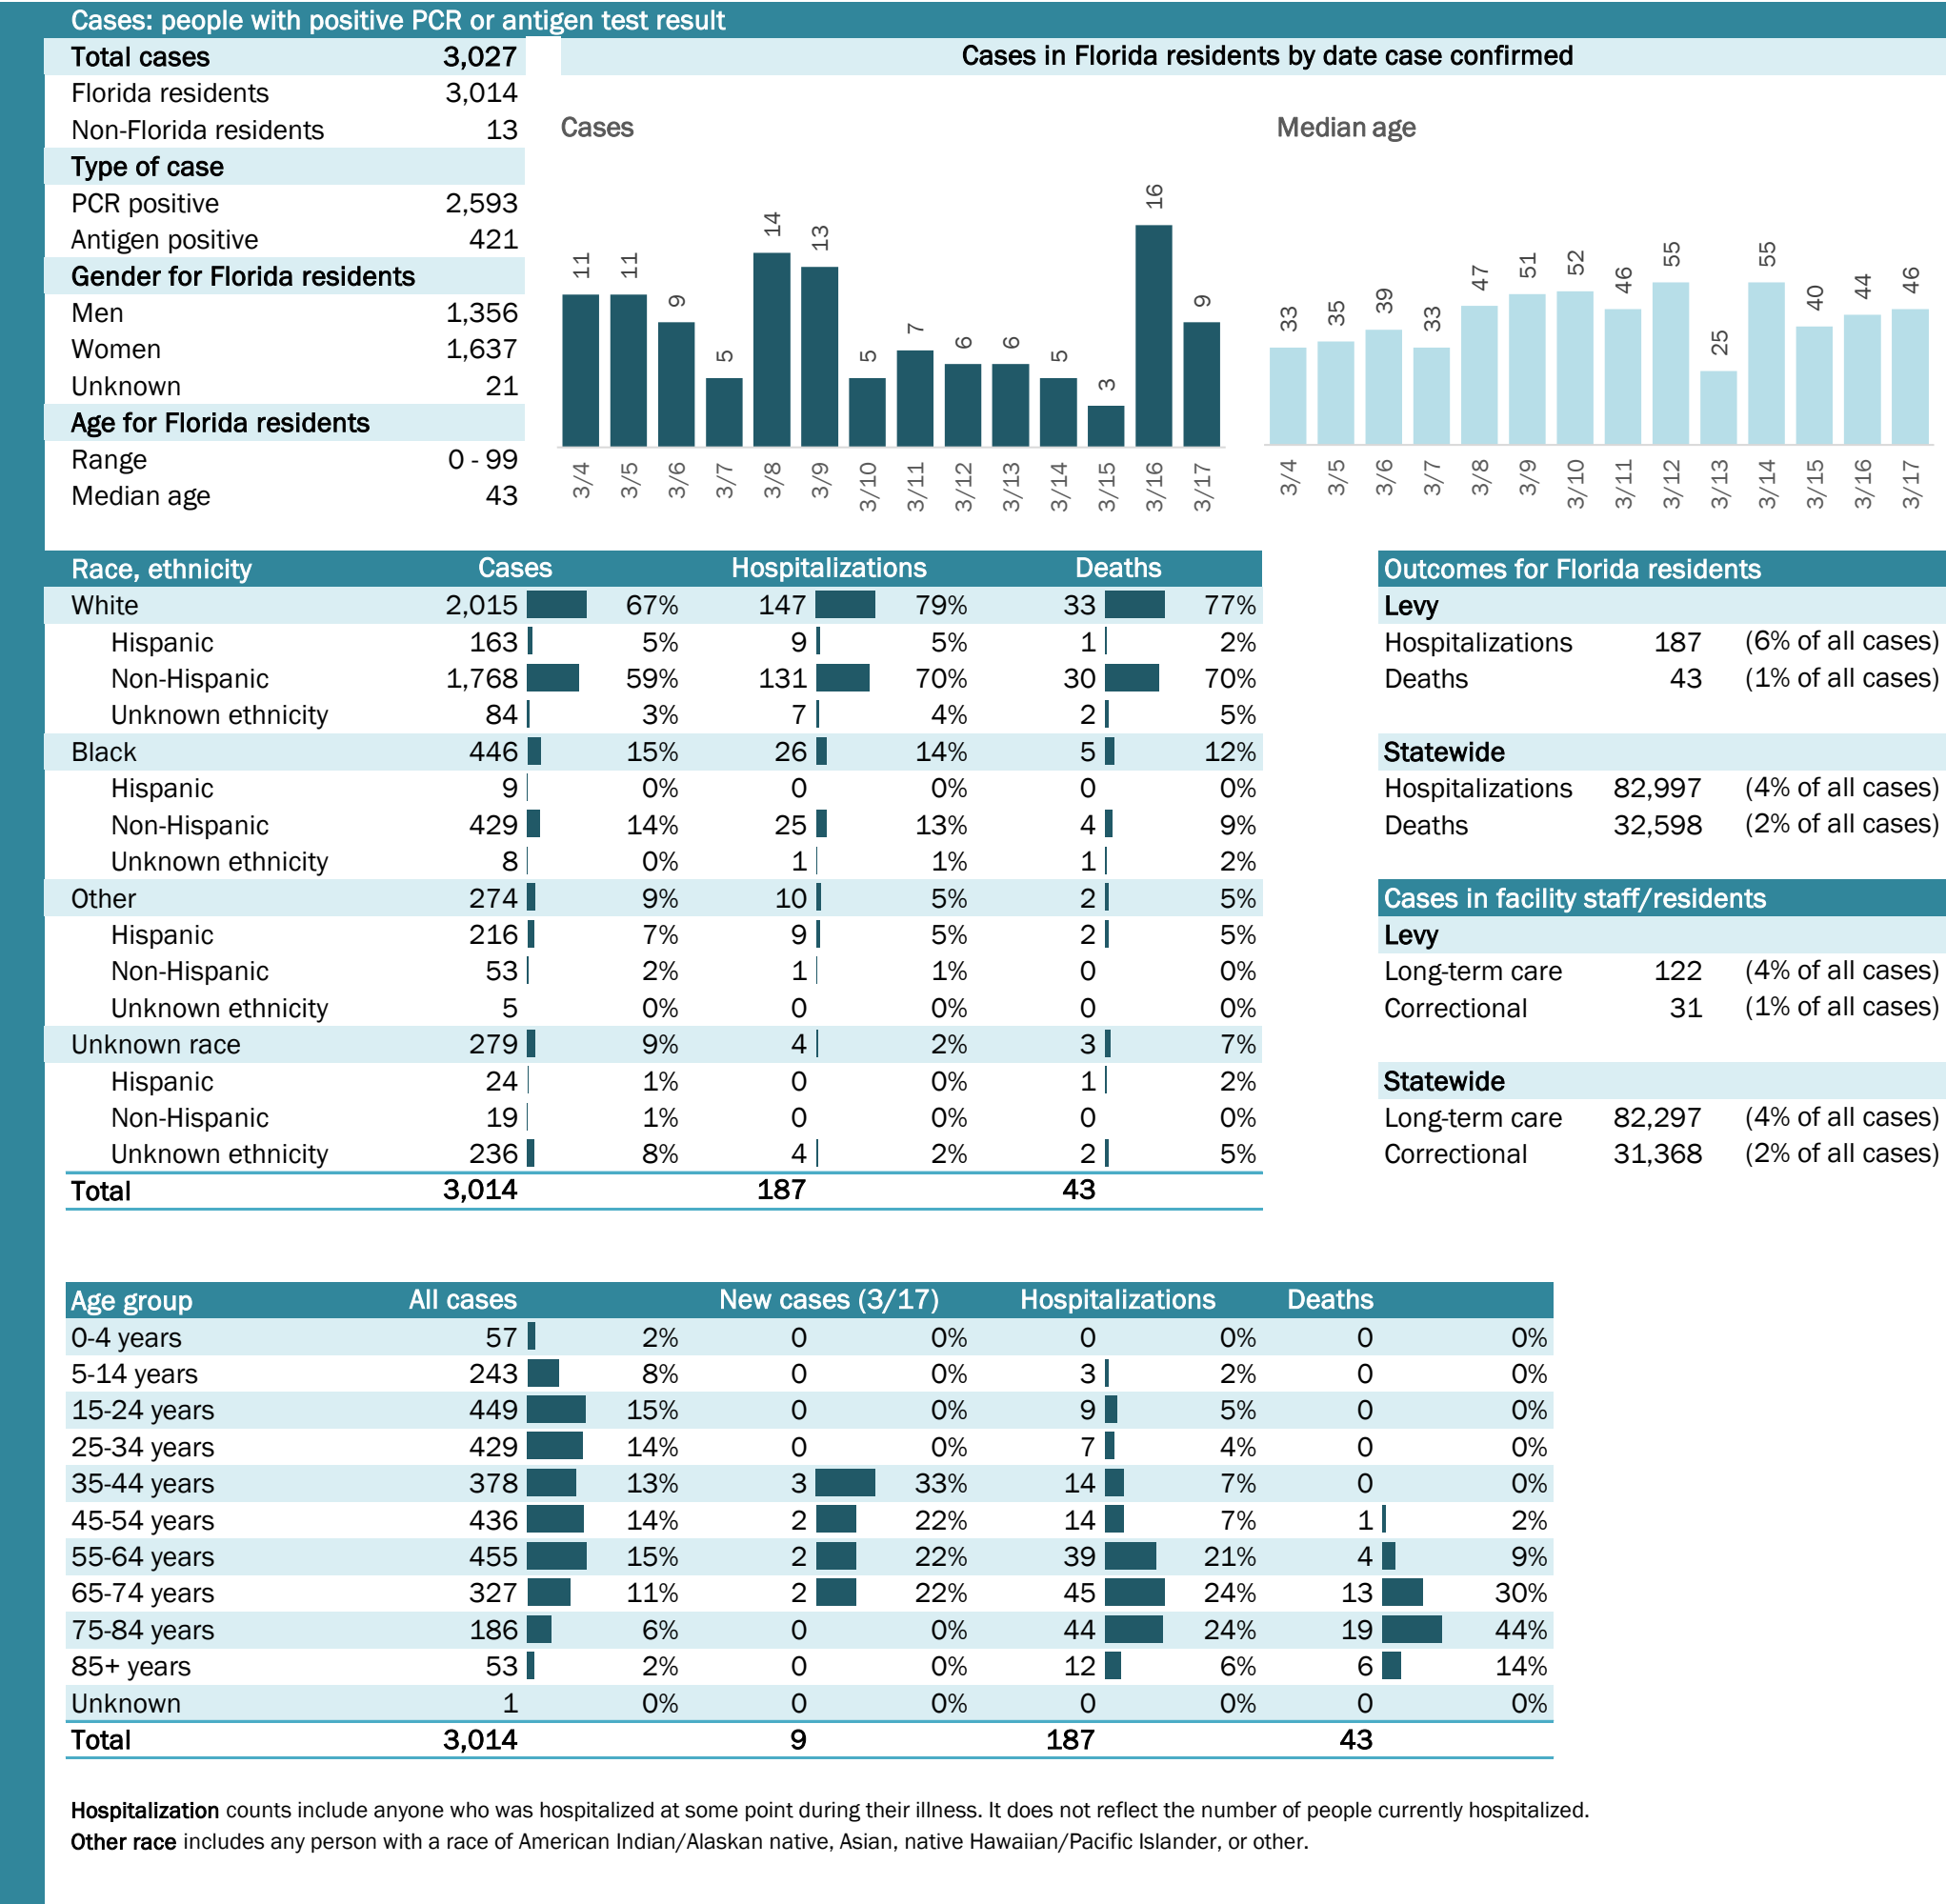 Cases: people with positive PCR or antigen test result
Total cases 3,027
Florida residents 3,014
Non-Florida residents 13
Type of case
PCR positive 2,593
Antigen positive 421
Gender for Florida residents
Men 1,356
Women 1,637
Unknown 21
Age for Florida residents
Range 0 - 99
Median age 43
Cases in Florida residents by date case confirmed
Cases
11 11 9 5 14 13 5 7 6 6 5 3 16 9
3/4 3/5 3/6 3/7 3/8 3/9 3/10 3/11 3/12 3/13 3/14 3/15 3/16 3/17
Median age
33 35 39 33 47 51 52 46 55 25 55 40 44 46
3/4 3/5 3/6 3/7 3/8 3/9 3/10 3/11 3/12 3/13 3/14 3/15 3/16 3/17
Race, ethnicity Cases Hospitalizations Deaths
White 2,015 67% 147 79% 33 77%
Hispanic 163 5% 9 5% 1 2%
Non-Hispanic 1,768 59% 131 70% 30 70%
Unknown ethnicity 84 3% 7 4% 2 5%
Black 446 15% 26 14% 5 12%
Hispanic 9 0% 0 0% 0 0%
Non-Hispanic 429 14% 25 13% 4 9%
Unknown ethnicity 8 0% 1 1% 1 2%
Other 274 9% 10 5% 2 5%
Hispanic 216 7% 9 5% 2 5%
Non-Hispanic 53 2% 1 1% 0 0%
Unknown ethnicity 5 0% 0 0% 0 0%
Unknown race 279 9% 4 2% 3 7%
Hispanic 24 1% 0 0% 1 2%
Non-Hispanic 19 1% 0 0% 0 0%
Unknown ethnicity 236 8% 4 2% 2 5%
Total 3,014 187 43
Outcomes for Florida residents
Levy
Hospitalizations 187 (6% of all cases)
Deaths 43 (1% of all cases)
Statewide
Hospitalizations 82,997 (4% of all cases)
Deaths 32,598 (2% of all cases)
Cases in facility staff/residents
Levy
Long-term care 122 (4% of all cases)
Correctional 31 (1% of all cases)
Statewide
Long-term care 82,297 (4% of all cases)
Correctional 31,368 (2% of all cases)
Age group All cases New cases (3/17) Hospitalizations Deaths
0-4 years 57 2% 0 0% 0 0% 0 0%
5-14 years 243 8% 0 0% 3 2% 0 0%
15-24 years 449 15% 0 0% 9 5% 0 0%
25-34 years 429 14% 0 0% 7 4% 0 0%
35-44 years 378 13% 3 33% 14 7% 0 0%
45-54 years 436 14% 2 22% 14 7% 1 2%
55-64 years 455 15% 2 22% 39 21% 4 9%
65-74 years 327 11% 2 22% 45 24% 13 30%
75-84 years 186 6% 0 0% 44 24% 19 44%
85+ years 53 2% 0 0% 12 6% 6 14%
Unknown 1 0% 0 0% 0 0% 0 0%
Total 3,014 9 187 43
Hospitalization counts include anyone who was hospitalized at some point during their illness. It does not reflect the number of people currently hospitalized.
Other race includes any person with a race of American Indian/Alaskan native, Asian, native Hawaiian/Pacific Islander, or other.